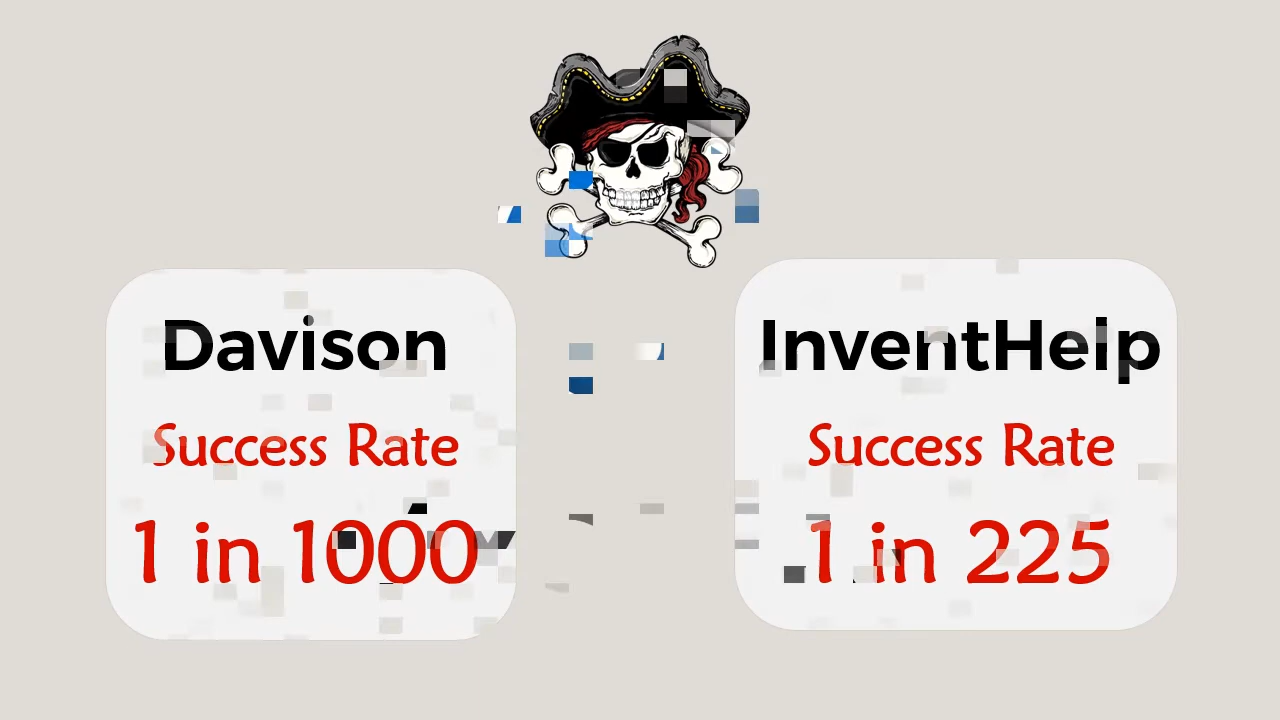 Davison
Success Rate
1 in 1000
InventHelp
Success Rate
1 in 225